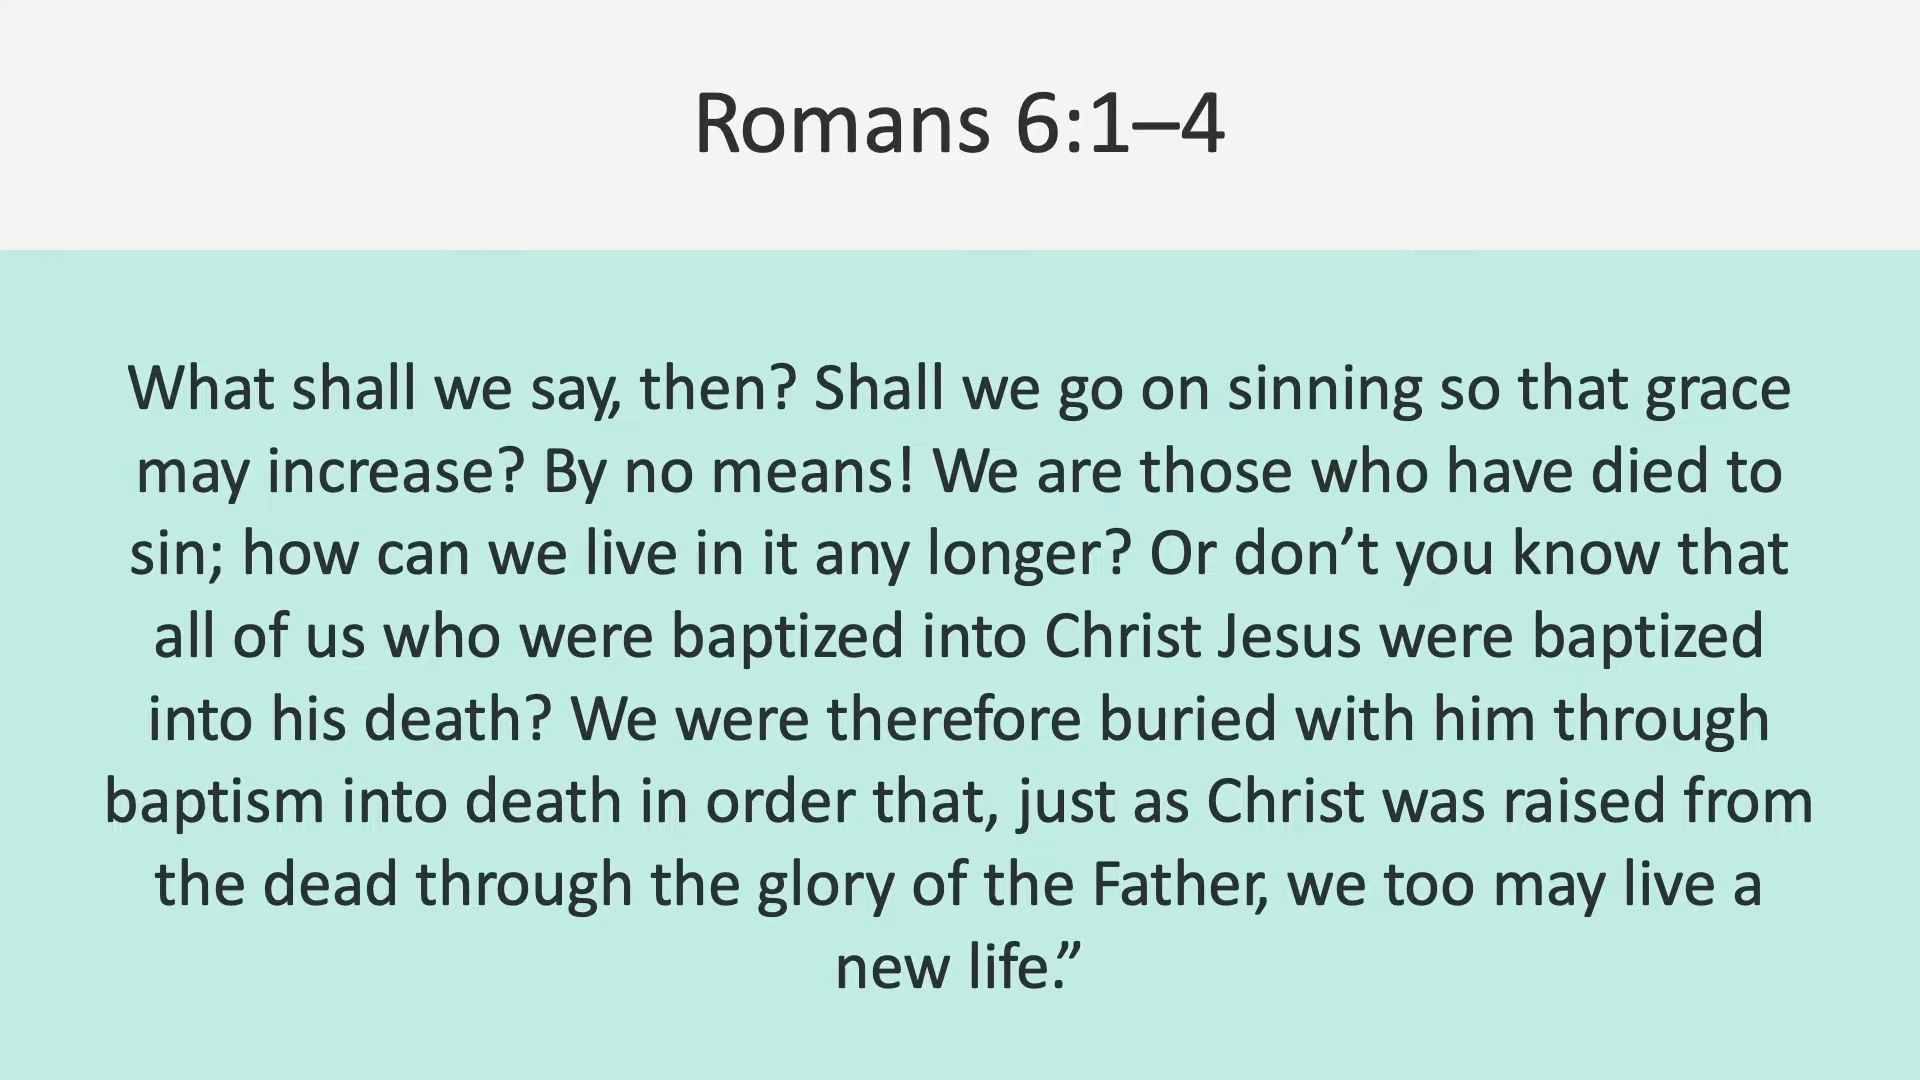 Romans 6:1–4
What shall we say, then? Shall we go on sinning so that grace
may increase? By no means! We are those who have died to
sin; how can we live in it any longer? Or don’t you know that
all of us who were baptized into Christ Jesus were baptized
into his death? We were therefore buried with him through
baptism into death in order that, just as Christ was raised from
the dead through the glory of the Father, we too may live a
new life.”